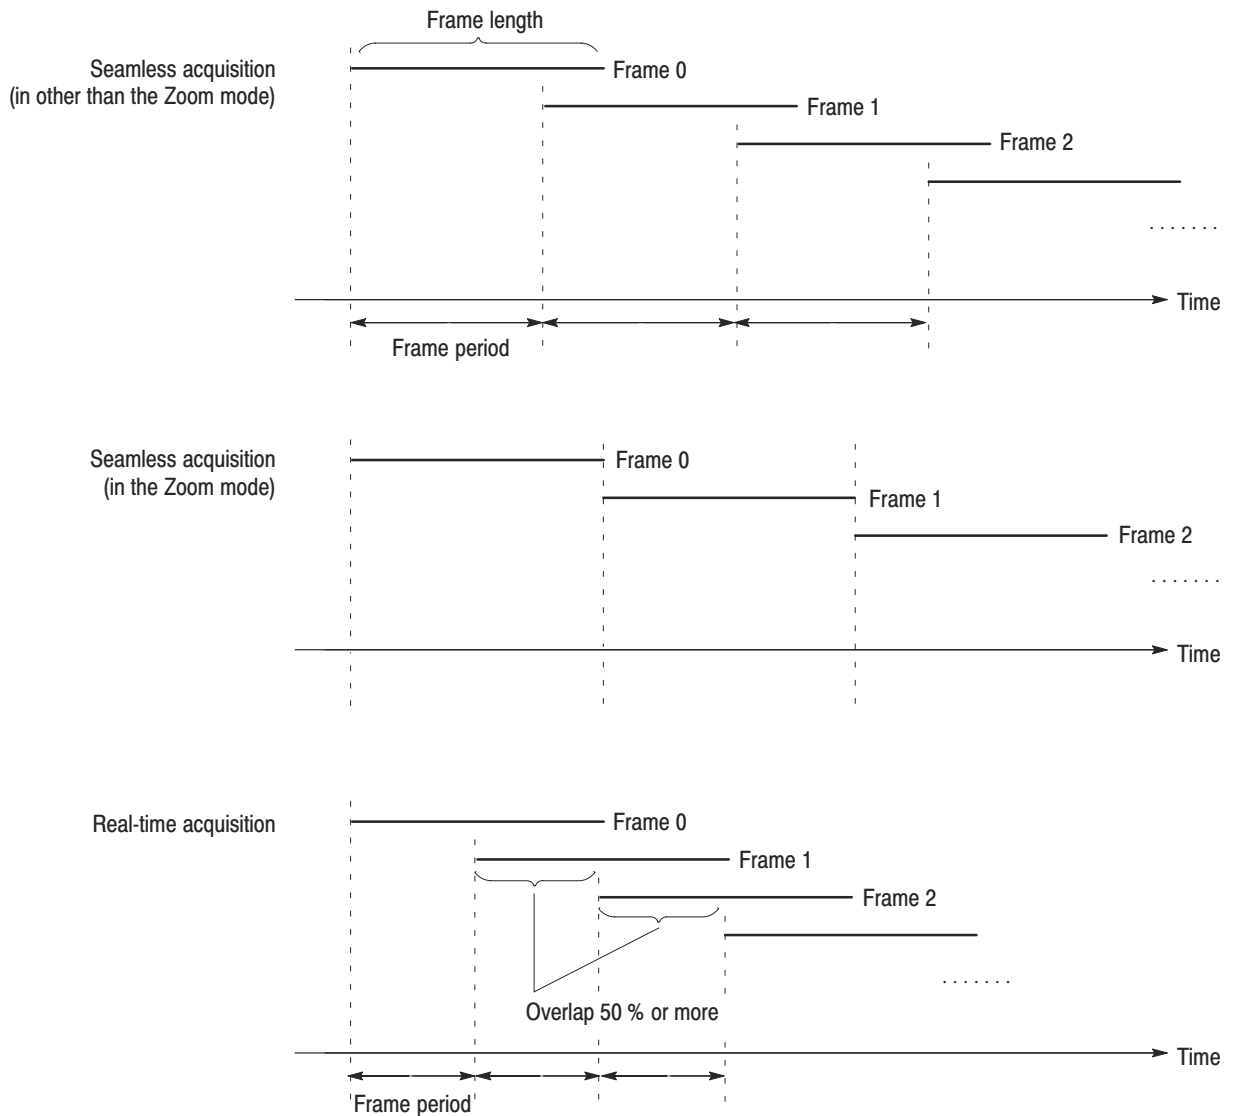 Frame length
Seamless acquisition
(in other than the Zoom mode)
Frame 0
Frame 1
Frame 2
. . . . . . .
Time
Frame period
Seamless acquisition
(in the Zoom mode)
Frame 0
Frame 1
Frame 2
. . . . . . .
Time
Real-time acquisition
Frame 0
Frame 1
Frame 2
. . . . . . .
Overlap 50 % or more
Time
Frame period